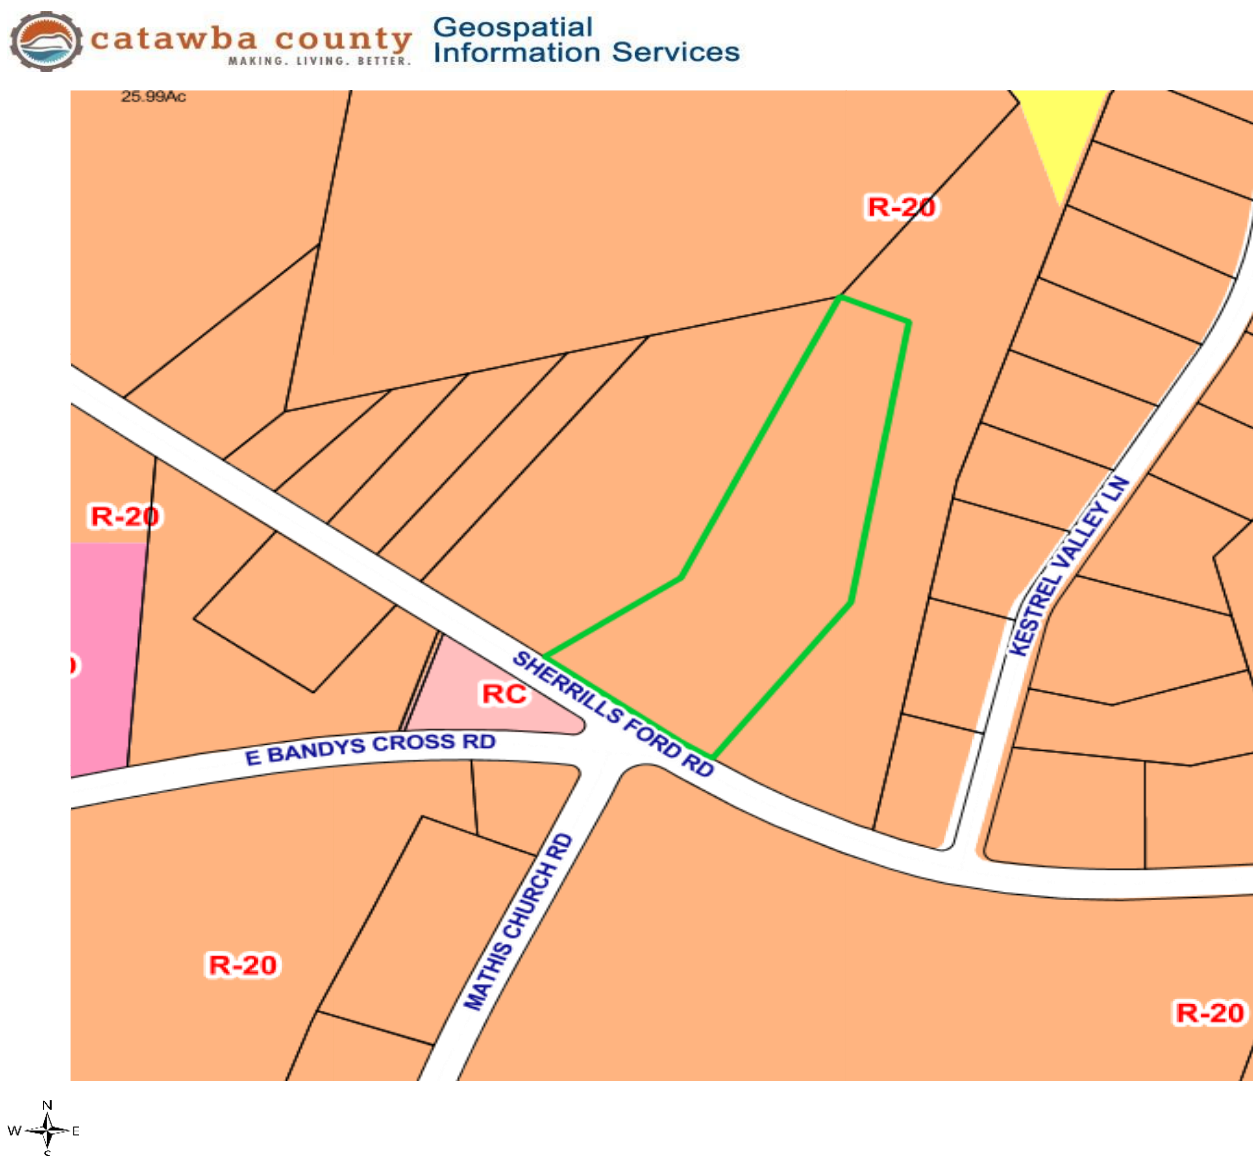 catawba county
MAKING. LIVING. BETTER.
Geospatial
Information Services
25.99Ac
R-20
R-20
KESTREL VALLEY LN
SHERRILLS FORD RD
RC
E BANDYS CROSS RD
MATHIS CHURCH RD
R-20
R-20
N
W E
S